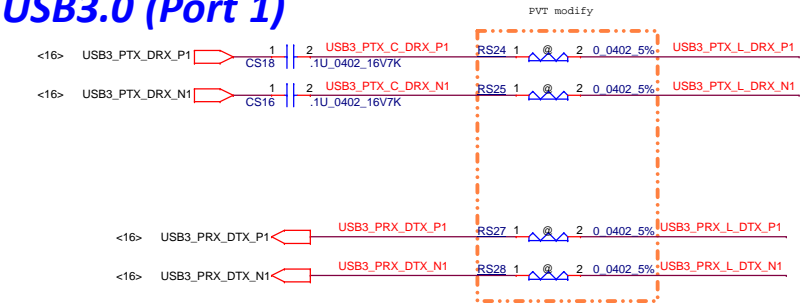 USB3.0 (Port 1)
PVT modify
<16> USB3_PTX_DRX_P1 1 2 USB3_PTX_C_DRX_P1 RS24 1 @ 2 0_0402_5% USB3_PTX_L_DRX_P1
CS18 .1U_0402_16V7K
<16> USB3_PTX_DRX_N1 1 2 USB3_PTX_C_DRX_N1 RS25 1 @ 2 0_0402_5% USB3_PTX_L_DRX_N1
CS16 .1U_0402_16V7K
<16> USB3_PRX_DTX_P1 USB3_PRX_DTX_P1 RS27 1 @ 2 0_0402_5% USB3_PRX_L_DTX_P1
<16> USB3_PRX_DTX_N1 USB3_PRX_DTX_N1 RS28 1 @ 2 0_0402_5% USB3_PRX_L_DTX_N1